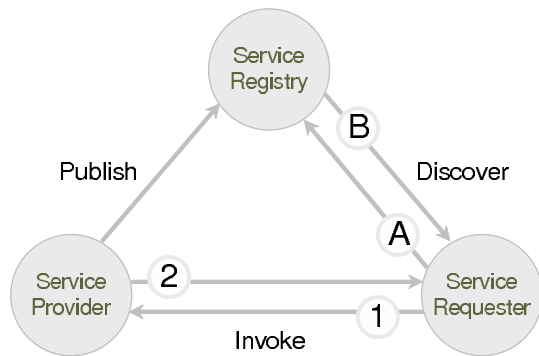 Service
Registry
B
Publish
Discover
A
Service
Provider
2
Service
Requester
1
Invoke